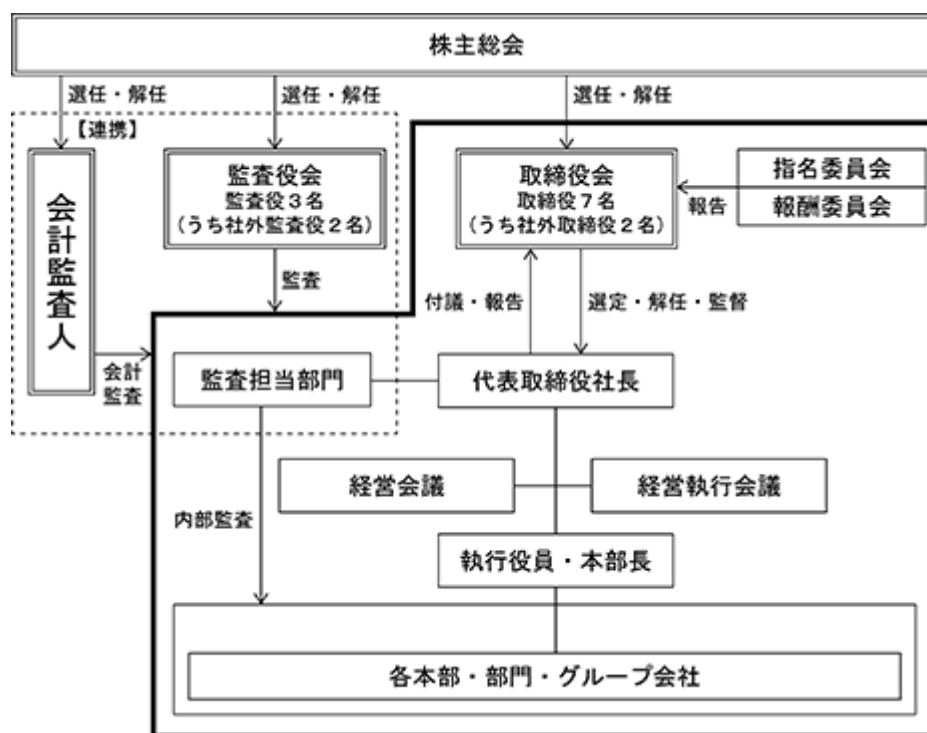 株主総会
選任・解任
選任・解任
選任・解任
【連携】
会計監査人
監査役会
監査役３名
（うち社外監査役２名）
取締役会
取締役７名
（うち社外取締役２名）
指名委員会
報酬委員会
報告
監査
付議・報告
選定・解任・監督
会計
監査
監査担当部門
代表取締役社長
経営会議
経営執行会議
内部監査
執行役員・本部長
各本部・部門・グループ会社